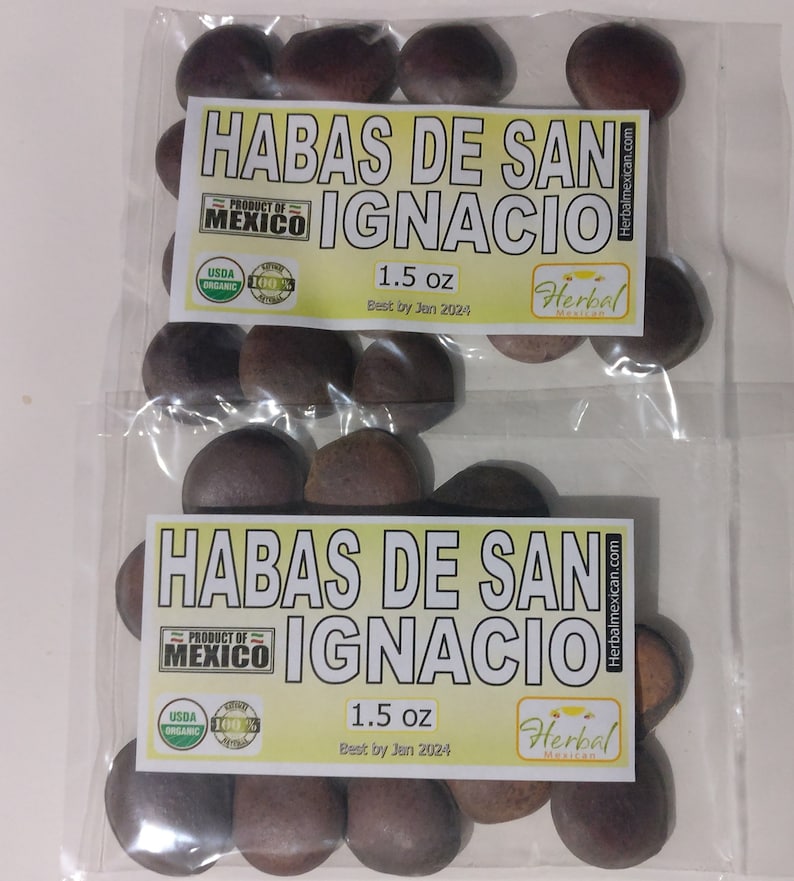 HABAS DE SAN
IGNACIO
PRODUCT OF
MEXICO
Herbalmexican.com
USDA
ORGANIC
NATURAL
100 %
NATURAL
1.5 oz
Best by Jan 2024
Herbal
Mexican
HABAS DE SAN
IGNACIO
PRODUCT OF
MEXICO
Herbalmexican.com
USDA
ORGANIC
NATURAL
100 %
NATURAL
1.5 oz
Best by Jan 2024
Herbal
Mexican